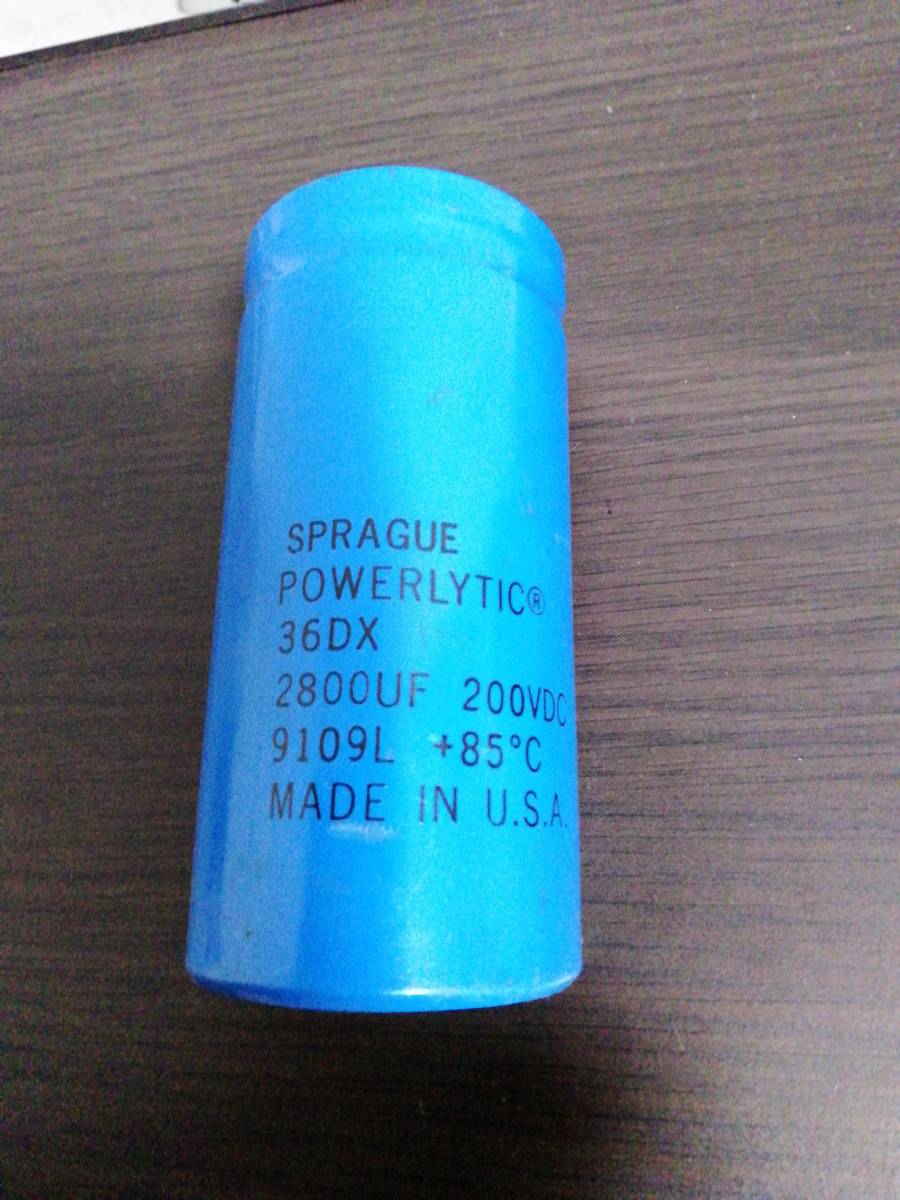 SPRAGUE
POWERLYTIC®
36DX
2800UF 200VDC
9109L +85°C
MADE IN U.S.A.